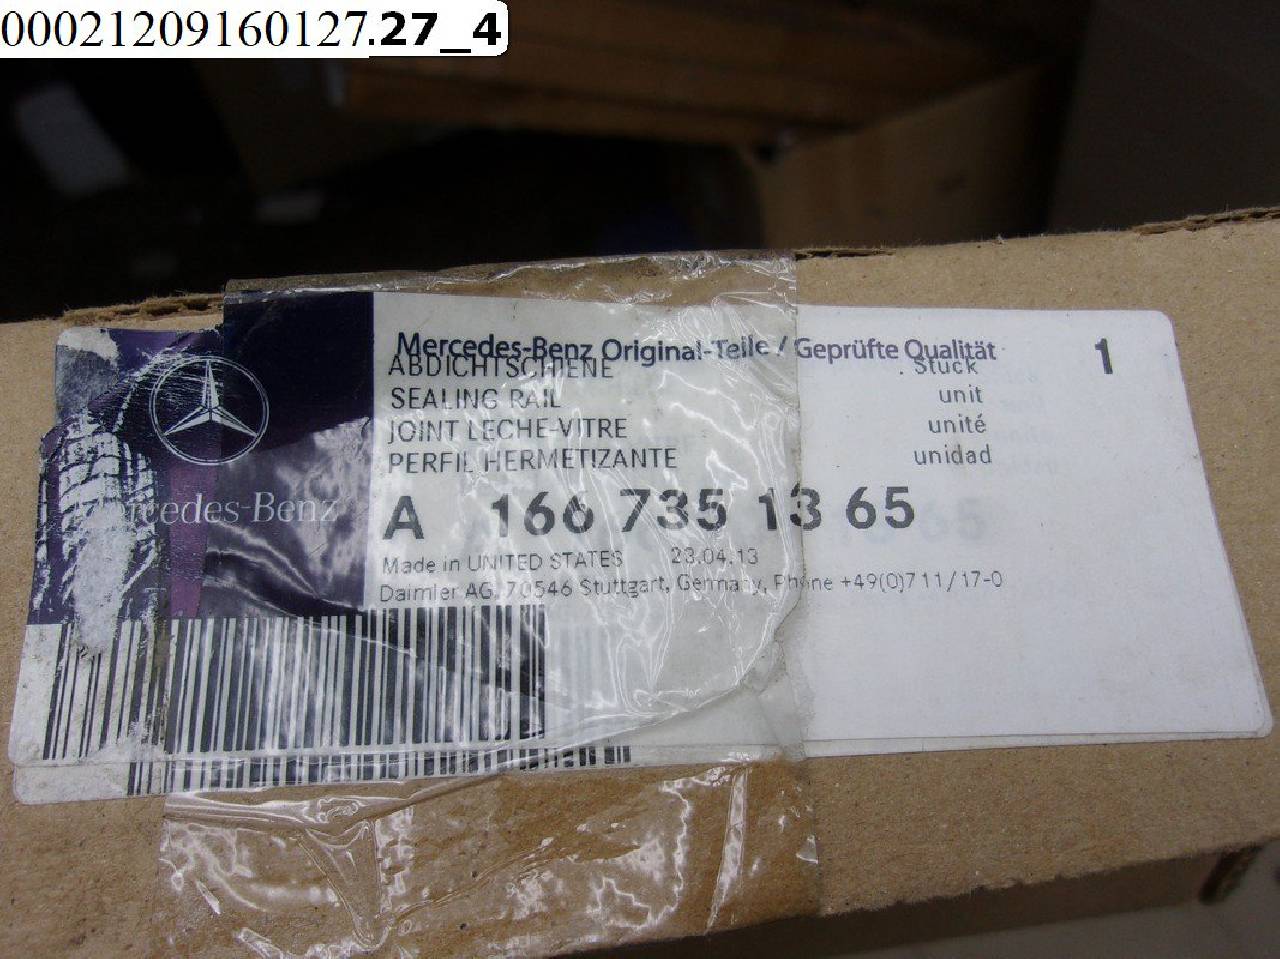 00021209160127.27_4
Mercedes-Benz Original-Teile / Geprüfte Qualität 1
ABDICHTSCHIENE Stück
SEALING RAIL unit
JOINT LECHE-VITRE unité
PERFIL HERMETIZANTE unidad
Mercedes-Benz
A 166 735 13 65
Made in UNITED STATES 23.04.13
Daimler AG, 70546 Stuttgart, Germany, Phone +49(0)711/17-0